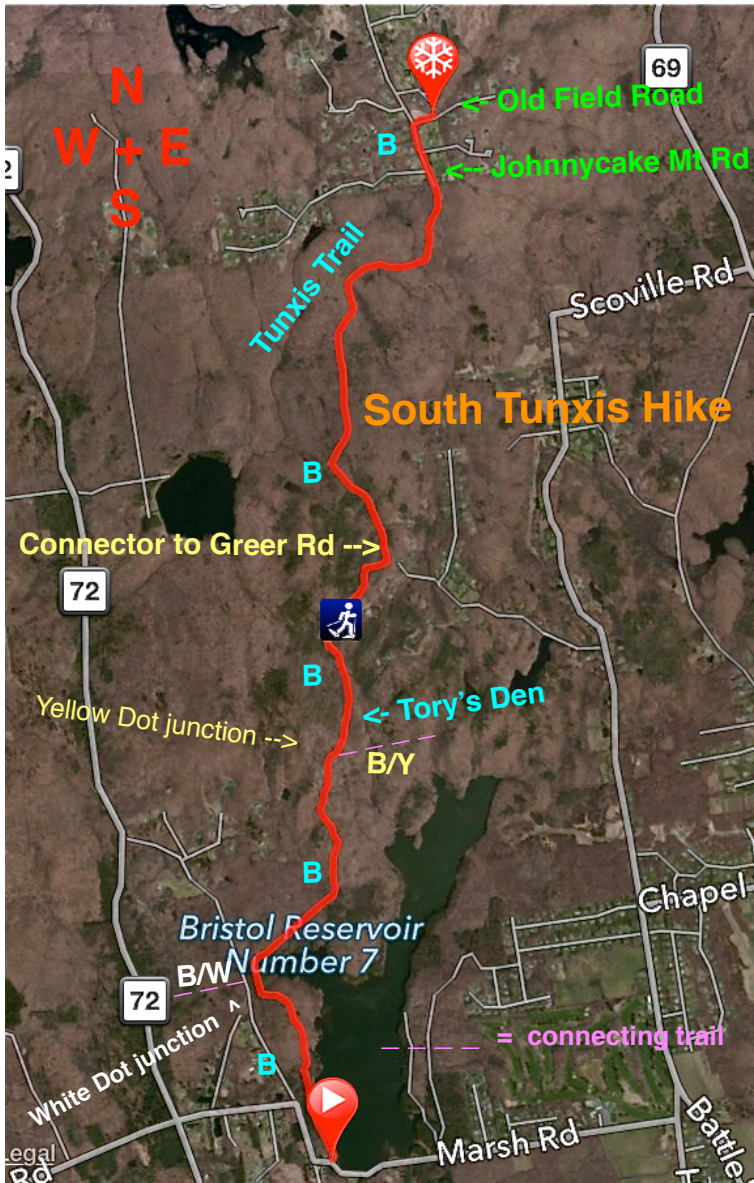 N
W + E
S
69
<- Old Field Road
B
<-- Johnnycake Mt Rd
2
Tunxis Trail
Scoville Rd
South Tunxis Hike
B
Connector to Greer Rd -->
72
B
<- Tory's Den
Yellow Dot junction -->
B/Y
B
Chapel
Bristol Reservoir
Number 7
B/W
72
White Dot junction ^
= connecting trail
B
Marsh Rd
Battle
Legal
Rd